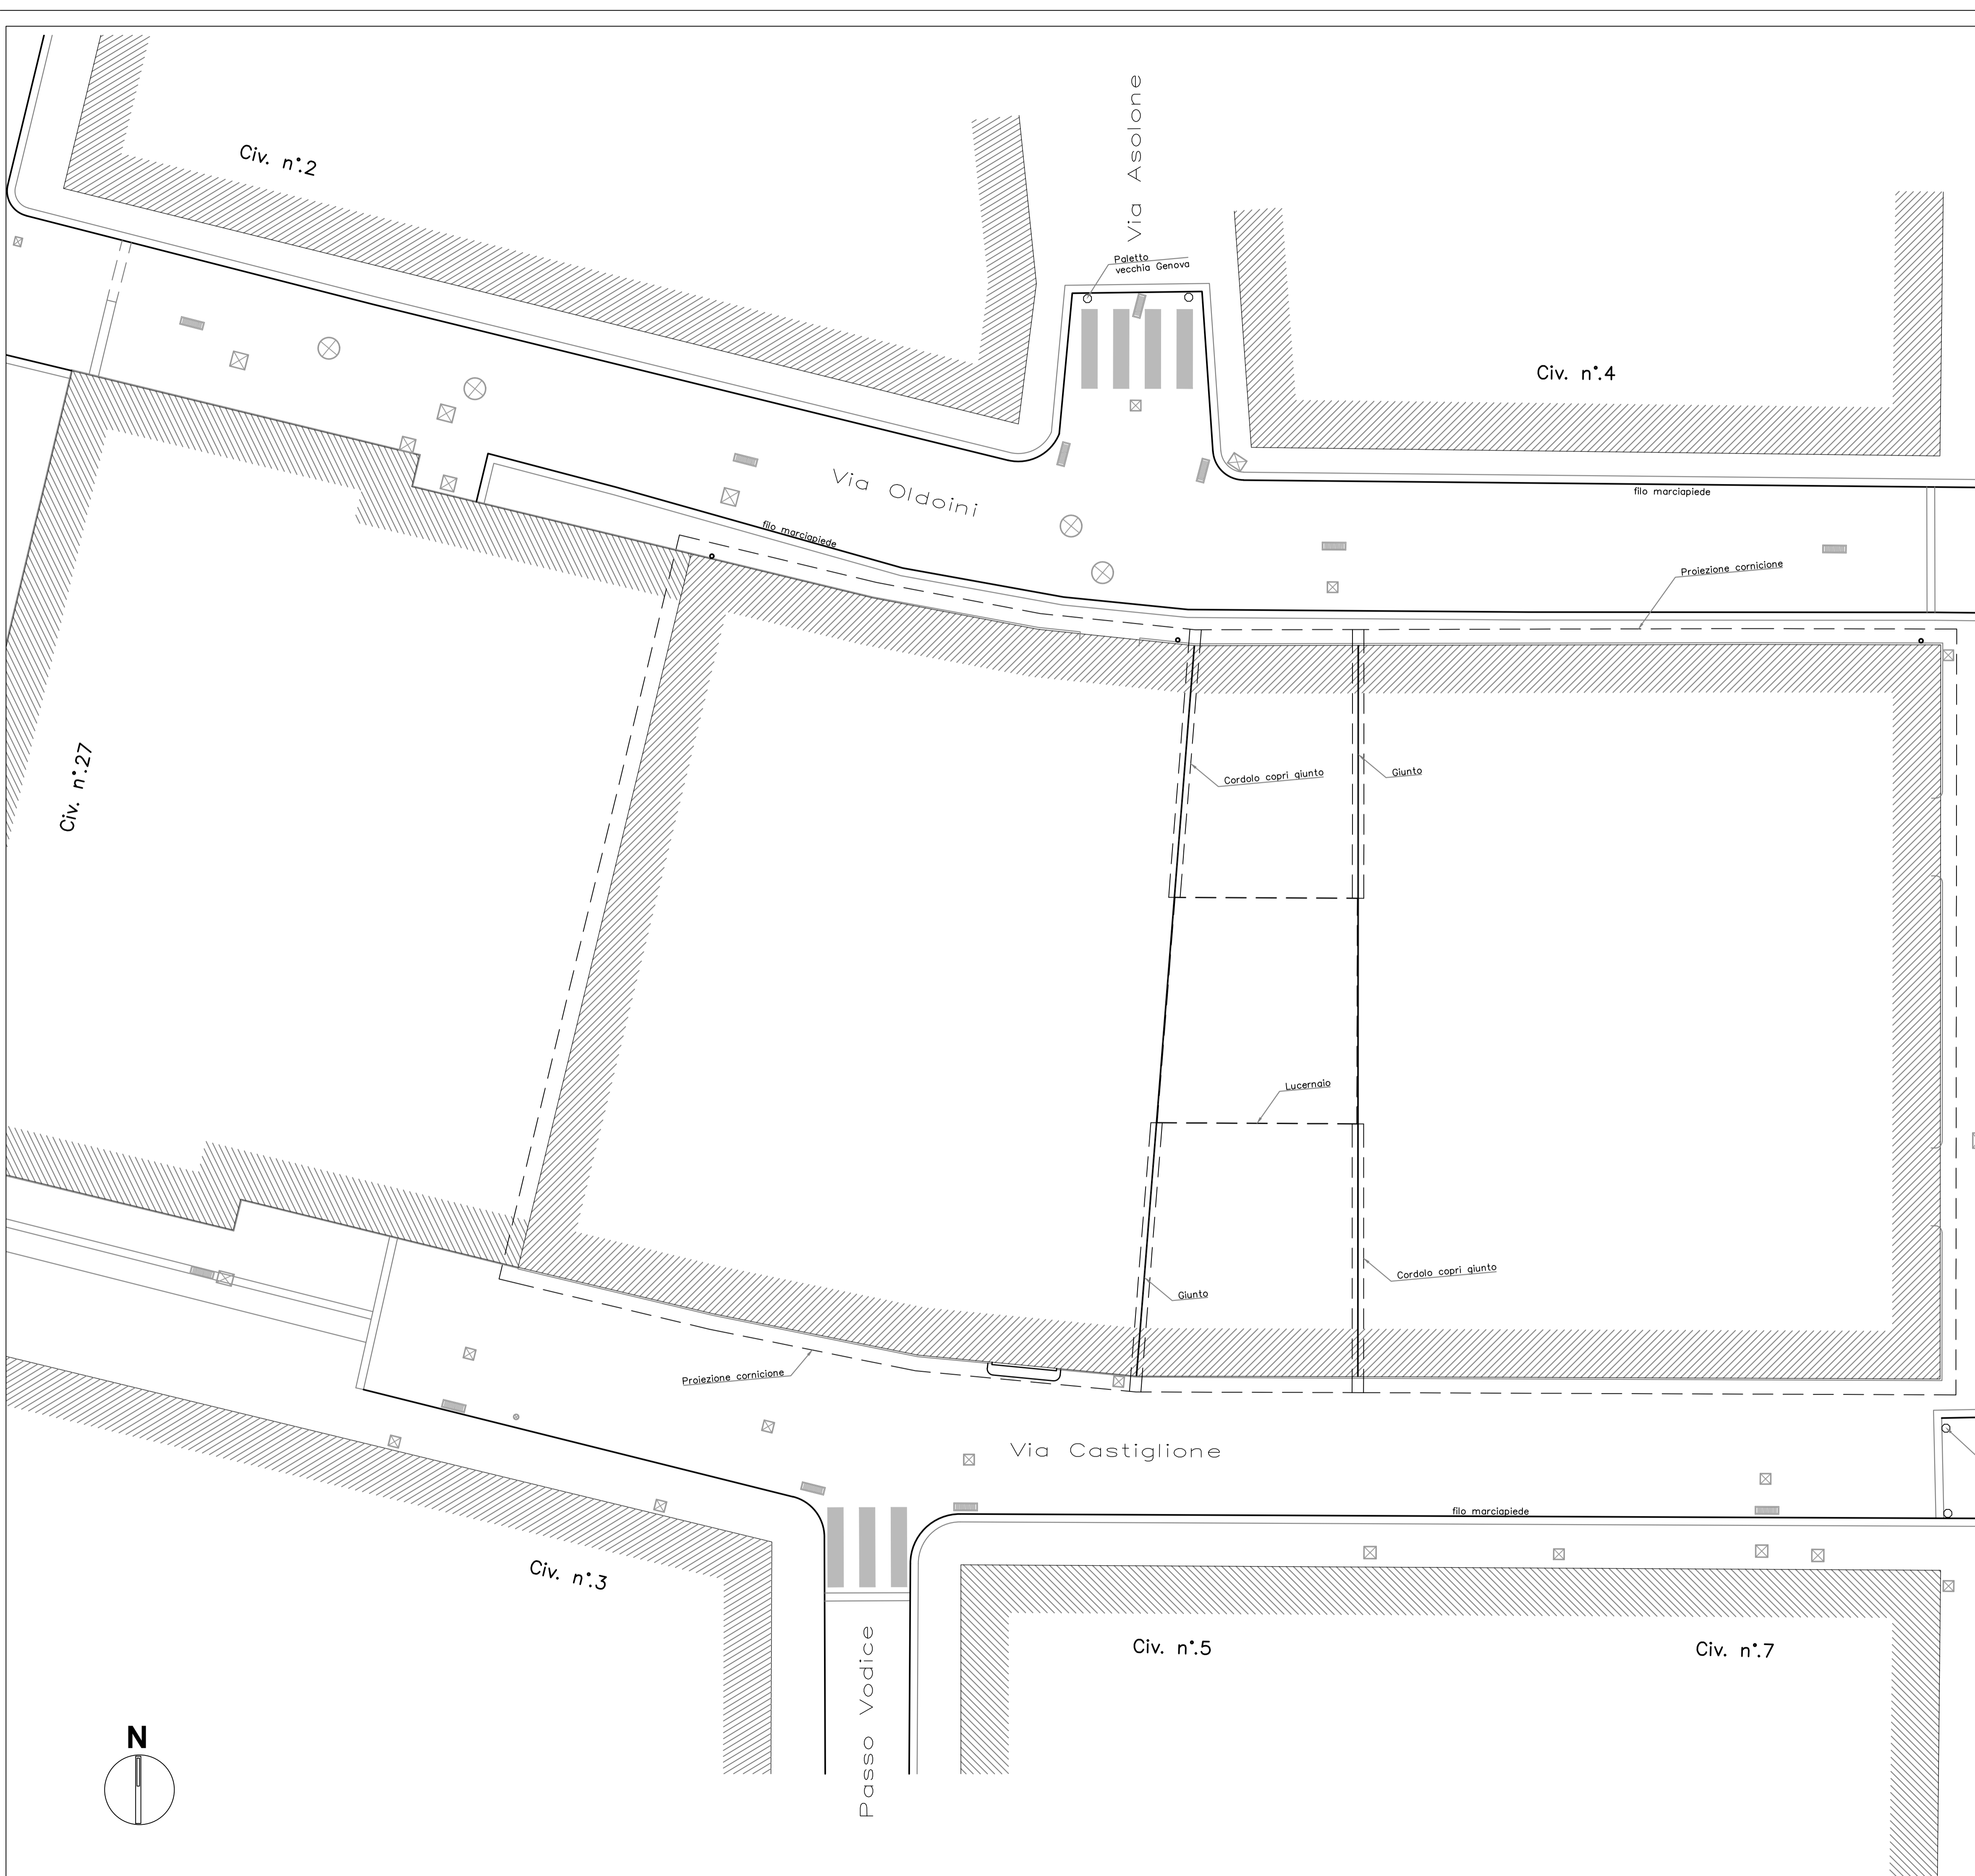 Via Asolone
Civ. n°.2
Paletto
vecchia Genova
Civ. n°.4
Via Oldoini
filo marciapiede
filo marciapiede
Proiezione cornicione
Civ. n°.27
Cordolo copri giunto
Giunto
Lucernaio
Cordolo copri giunto
Giunto
Proiezione cornicione
Via Castiglione
filo marciapiede
Civ. n°.3
Civ. n°.5
Civ. n°.7
Passo Vodice
N